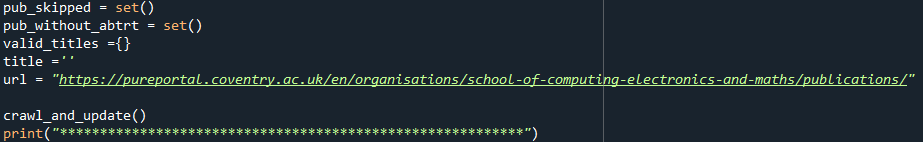 pub_skipped = set()
pub_without_abtrt = set()
valid_titles ={}
title =''
url = "https://pureportal.coventry.ac.uk/en/organisations/school-of-computing-electronics-and-maths/publications/"
crawl_and_update()
print("**********************************************************")